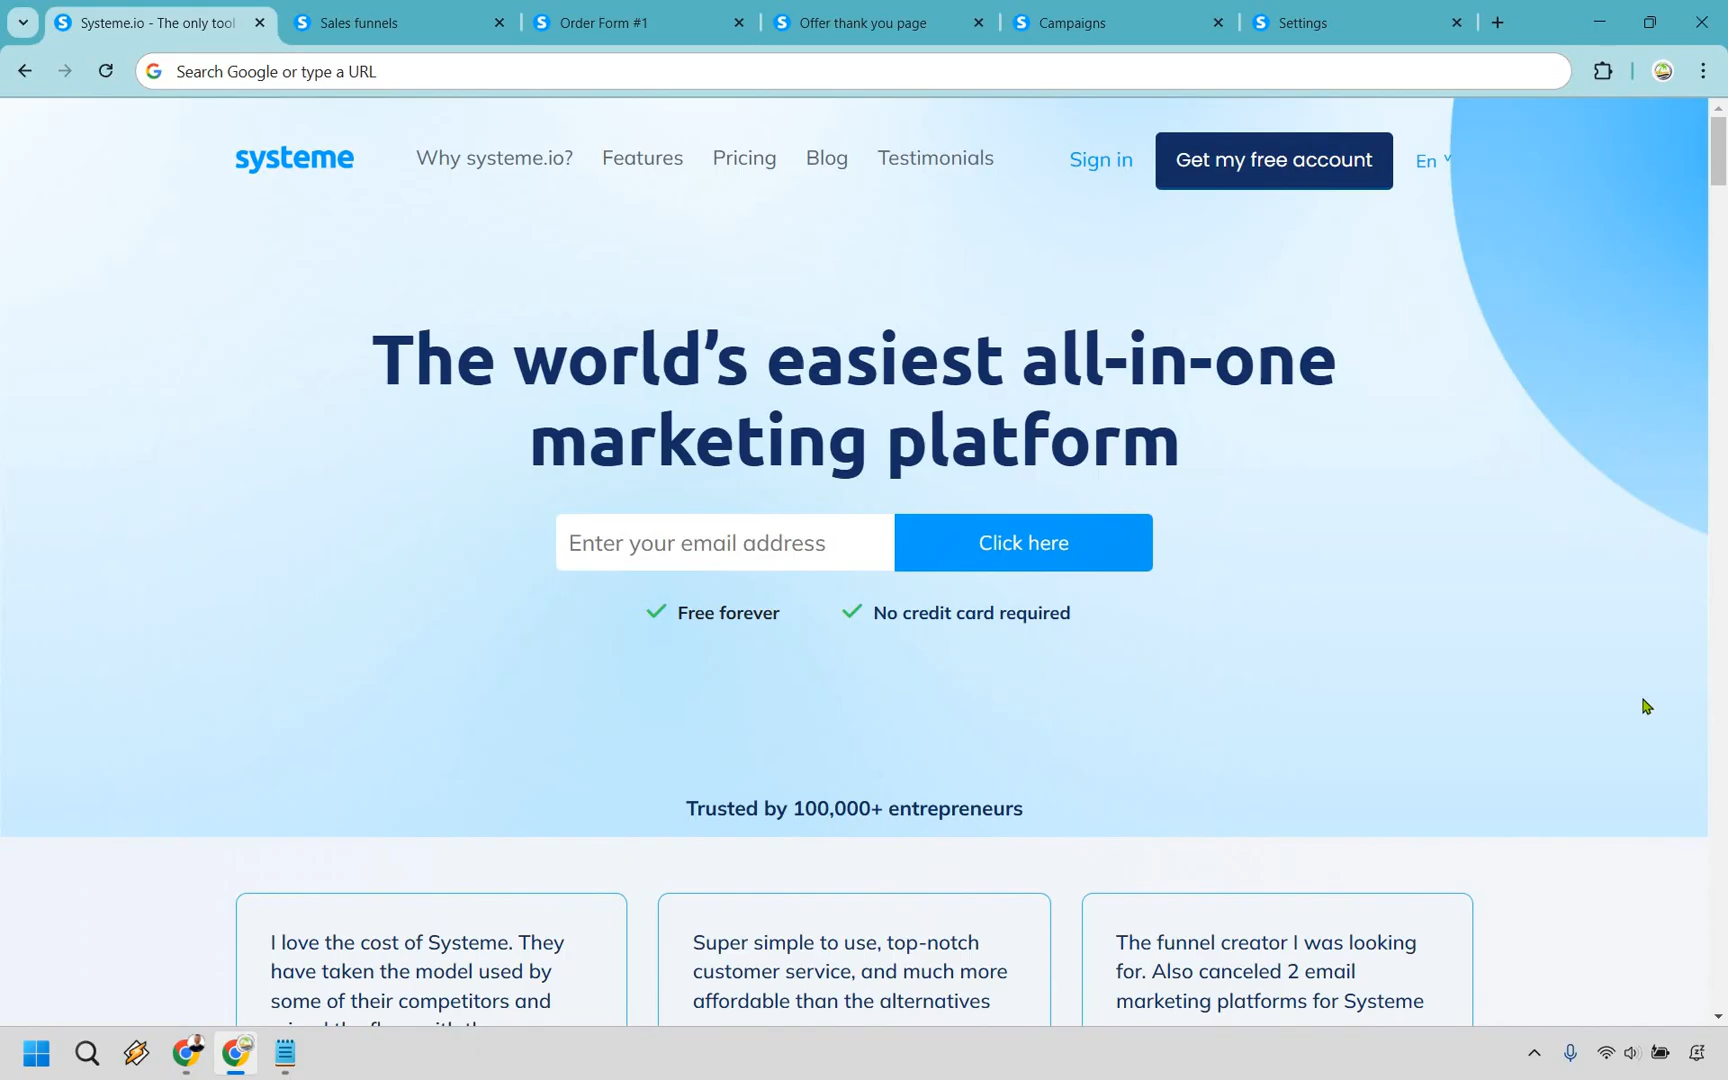 Systeme.io - The only tool
Sales funnels
Order Form #1
Offer thank you page
Campaigns
Settings
Search Google or type a URL
systeme
Why systeme.io?
Features
Pricing
Blog
Testimonials
Sign in
Get my free account
En
The world's easiest all-in-one
marketing platform
Enter your email address
Click here
Free forever
No credit card required
Trusted by 100,000+ entrepreneurs
I love the cost of Systeme. They
have taken the model used by
some of their competitors and
Super simple to use, top-notch
customer service, and much more
affordable than the alternatives
The funnel creator I was looking
for. Also canceled 2 email
marketing platforms for Systeme